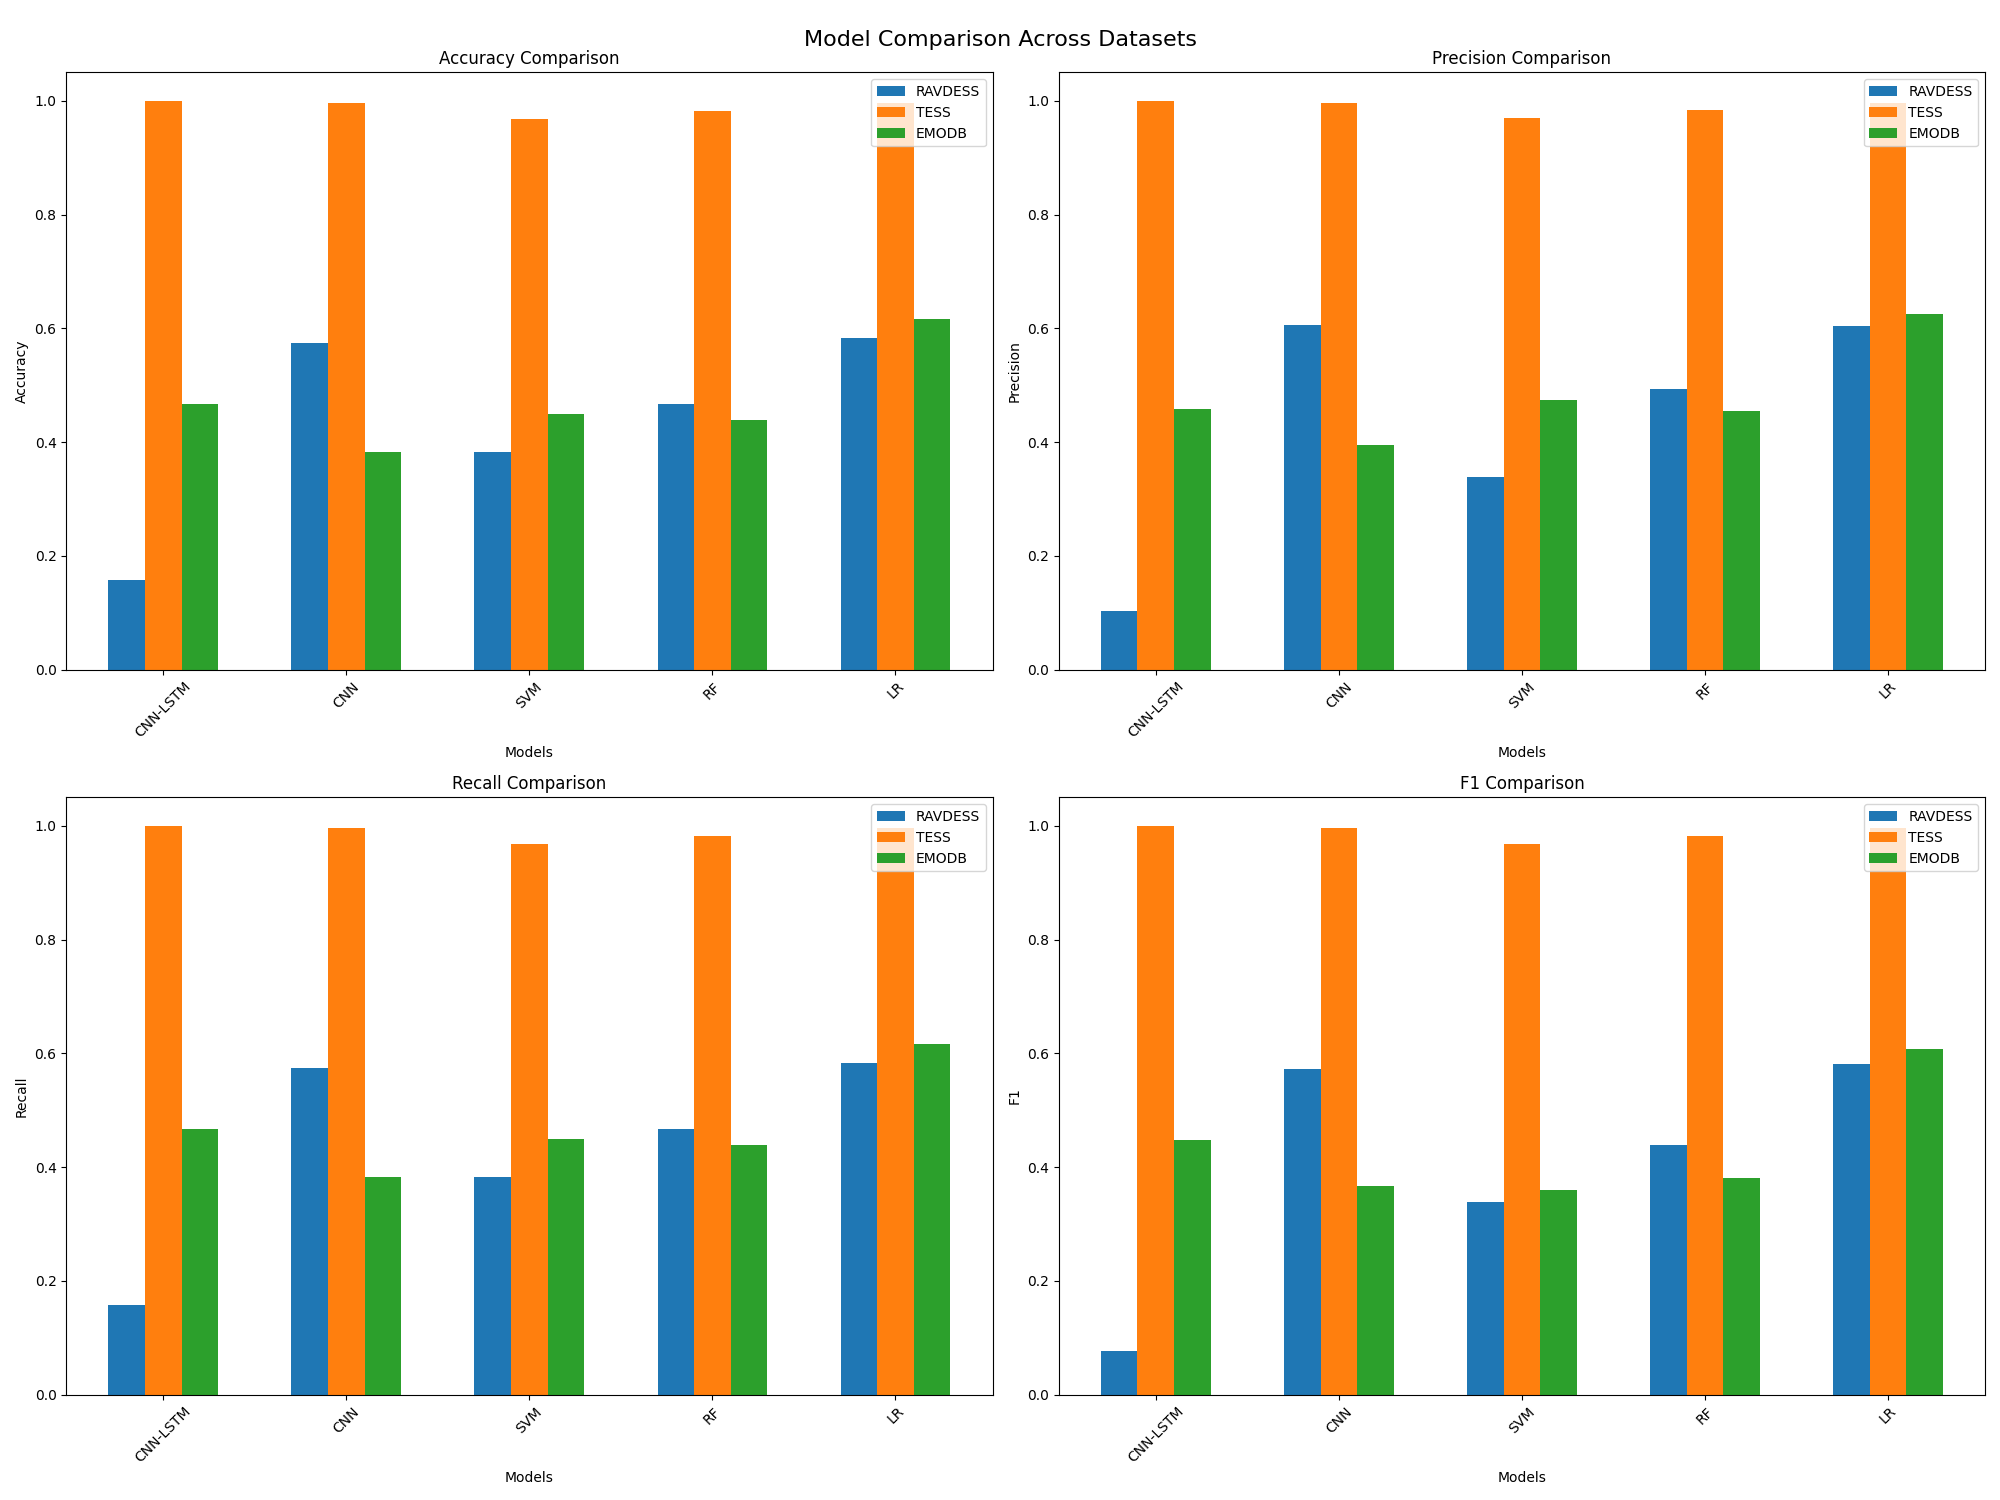 Model Comparison Across Datasets
Accuracy Comparison
Accuracy
1.0
0.8
0.6
0.4
0.2
0.0
RAVDESS
TESS
EMODB
CNN-LSTM
CNN
SVM
RF
LR
Models
Precision Comparison
Precision
1.0
0.8
0.6
0.4
0.2
0.0
RAVDESS
TESS
EMODB
CNN-LSTM
CNN
SVM
RF
LR
Models
Recall Comparison
Recall
1.0
0.8
0.6
0.4
0.2
0.0
RAVDESS
TESS
EMODB
CNN-LSTM
CNN
SVM
RF
LR
Models
F1 Comparison
F1
1.0
0.8
0.6
0.4
0.2
0.0
RAVDESS
TESS
EMODB
CNN-LSTM
CNN
SVM
RF
LR
Models